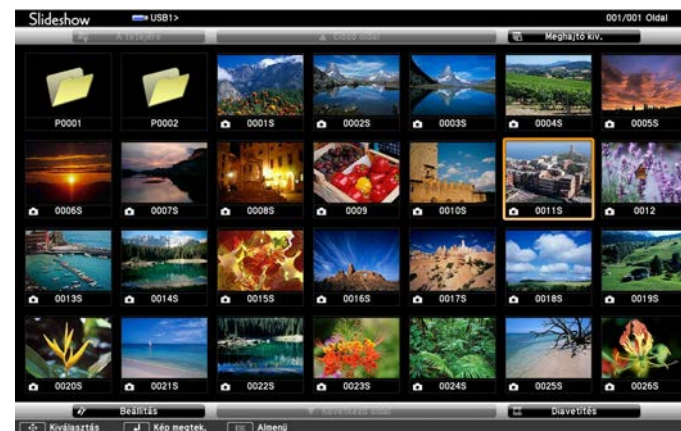 Slideshow USB1> 001/001 Oldal
A tetejére ▲ Előző oldal Meghajtó kiv.
P0001 P0002 0001S 0002S 0003S 0004S 0005S
0006S 0007S 0008S 0009 0010S 0011S 0012
0013S 0014S 0015S 0016S 0017S 0018S 0019S
0020S 0021S 0022S 0023S 0024S 0025S 0026S
Beállítás ▼ Következő oldal Diavetítés
Kiválasztás Kép megtek. Almenü